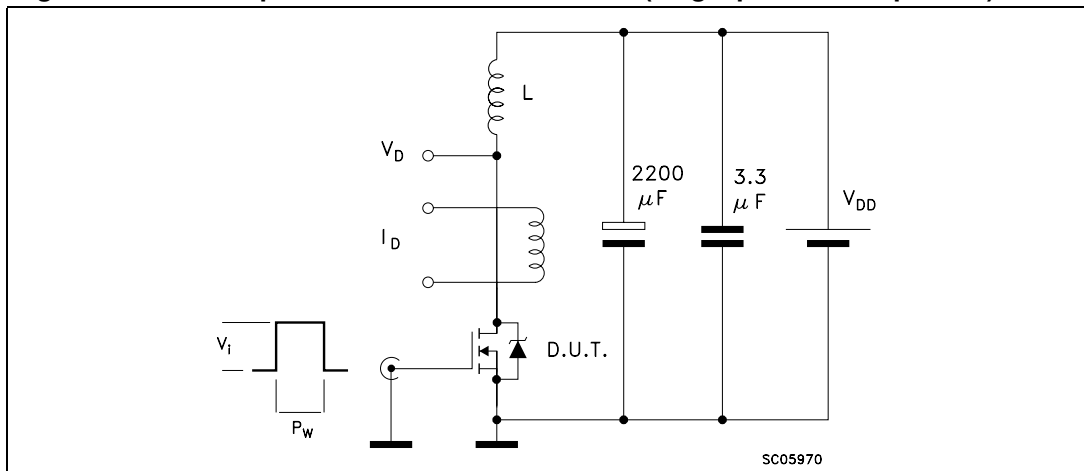 L
V_D
2200
μF
3.3
μF
V_DD
I_D
V_i
D.U.T.
P_W
SC05970